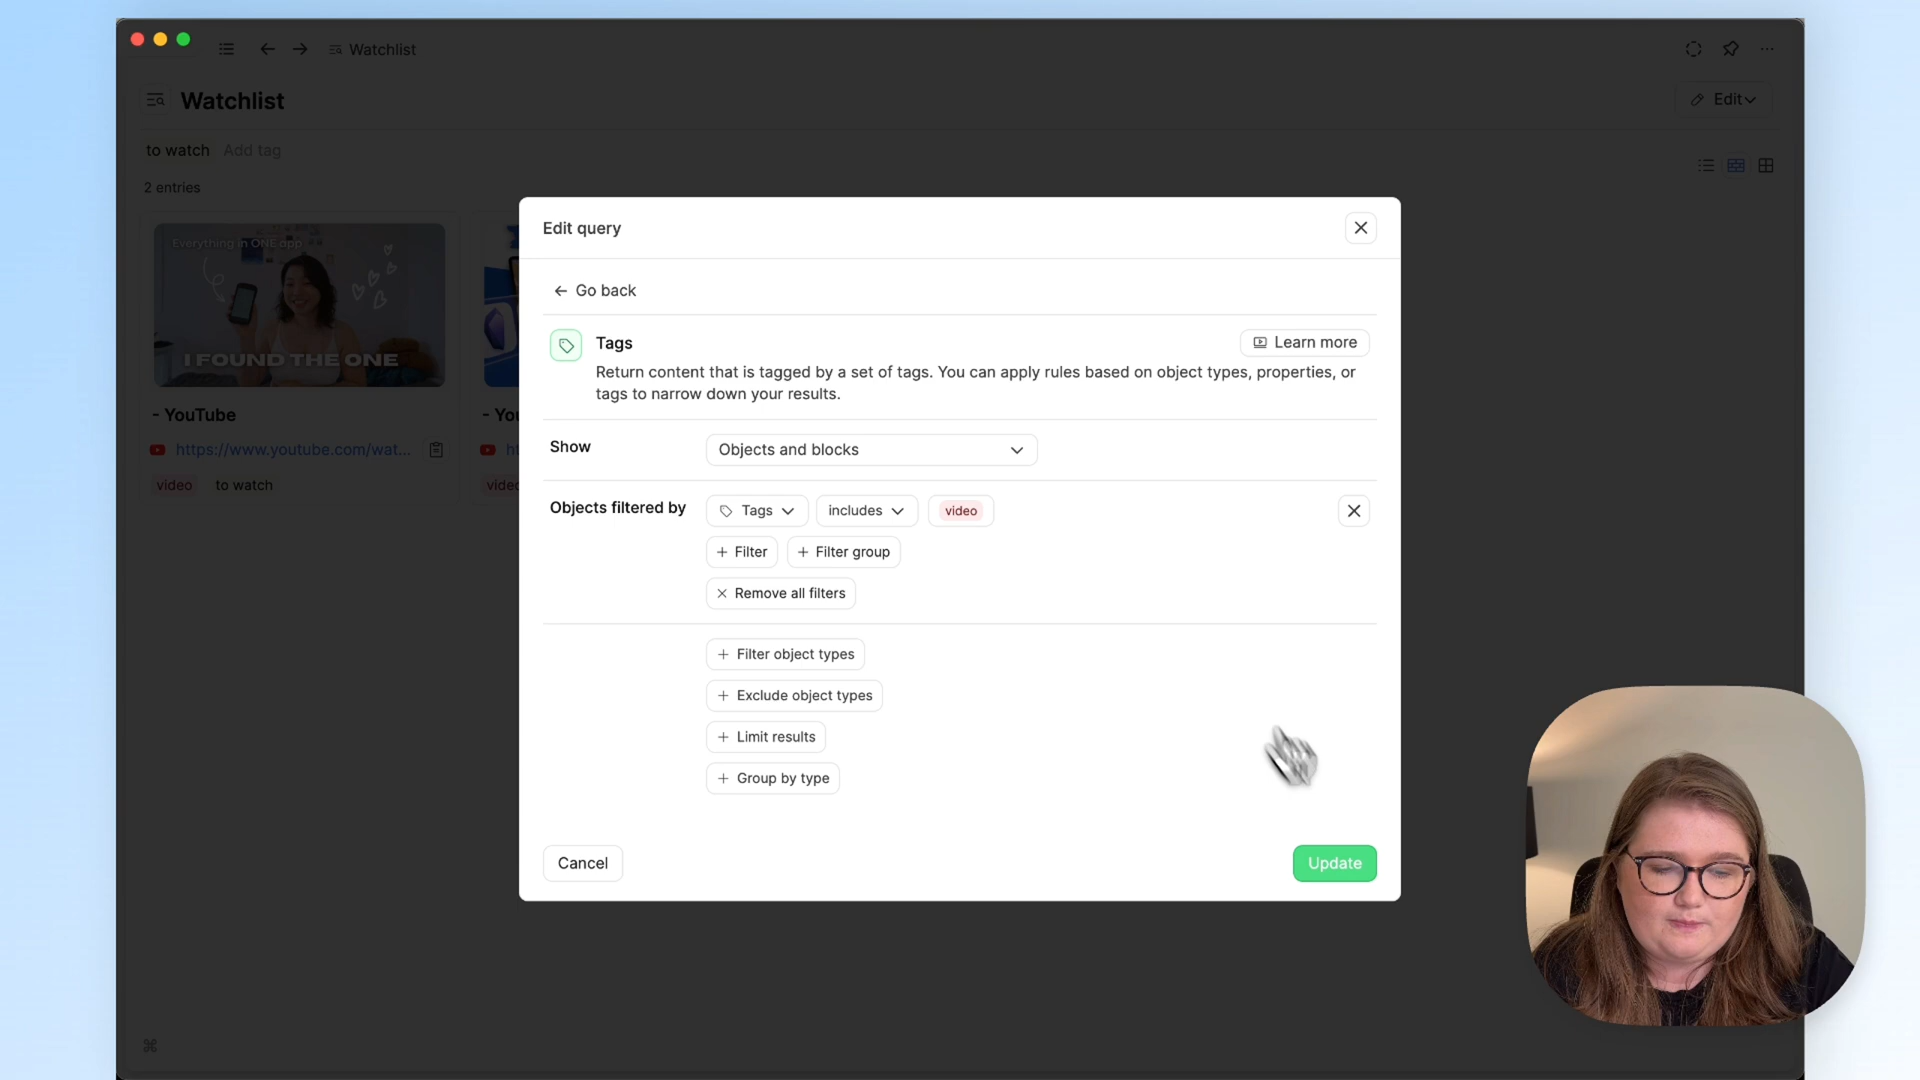 Watchlist
Watchlist
Edit
to watch Add tag
2 entries
Everything in ONE app
I FOUND THE ONE
- YouTube
https://www.youtube.com/wat...
video to watch
Edit query
Go back
Tags
Learn more
Return content that is tagged by a set of tags. You can apply rules based on object types, properties, or
tags to narrow down your results.
Show
Objects and blocks
Objects filtered by
Tags
includes
video
+ Filter
+ Filter group
Remove all filters
+ Filter object types
+ Exclude object types
+ Limit results
+ Group by type
Cancel
Update